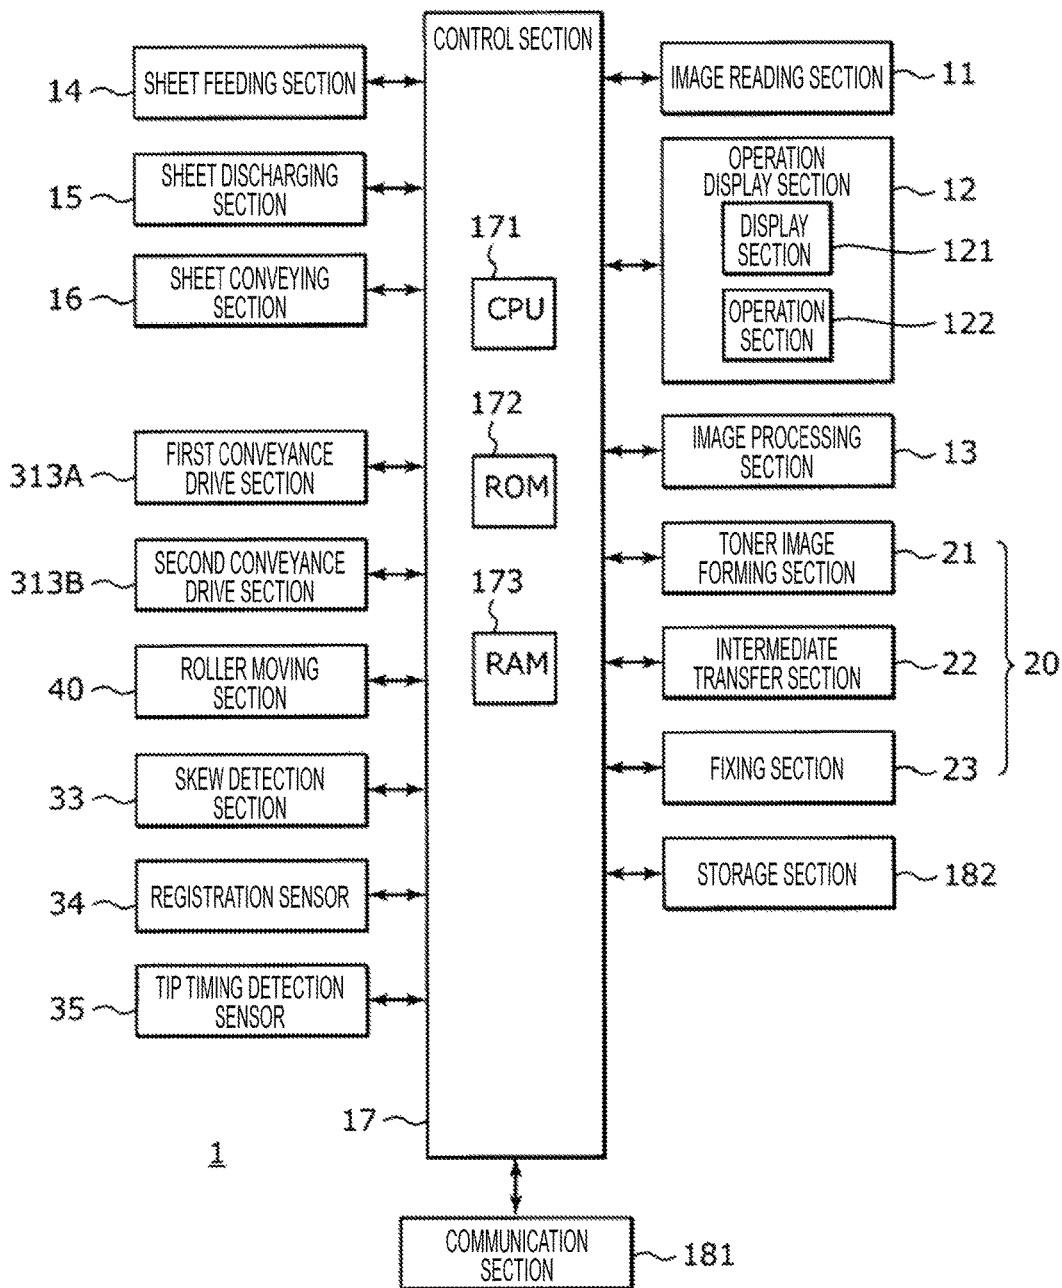 CONTROL SECTION
14
SHEET FEEDING SECTION
15
SHEET DISCHARGING
SECTION
16
SHEET CONVEYING
SECTION
313A
FIRST CONVEYANCE
DRIVE SECTION
313B
SECOND CONVEYANCE
DRIVE SECTION
40
ROLLER MOVING
SECTION
33
SKEW DETECTION
SECTION
34
REGISTRATION SENSOR
35
TIP TIMING DETECTION
SENSOR
171
CPU
172
ROM
173
RAM
17
1
IMAGE READING SECTION
11
OPERATION
DISPLAY SECTION
12
DISPLAY
SECTION
121
OPERATION
SECTION
122
IMAGE PROCESSING
SECTION
13
TONER IMAGE
FORMING SECTION
21
INTERMEDIATE
TRANSFER SECTION
22
20
FIXING SECTION
23
STORAGE SECTION
182
COMMUNICATION
SECTION
181